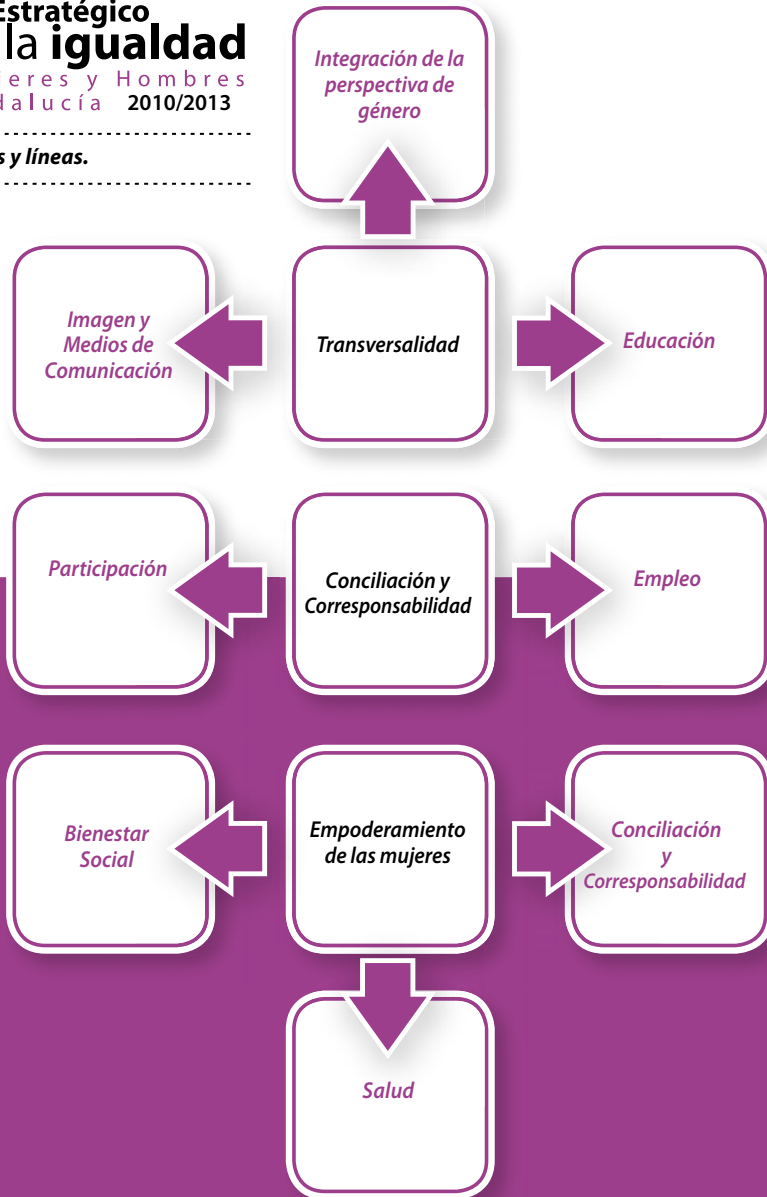 Estratégico
la igualdad
eres y Hombres
dalucía 2010/2013
s y líneas.
Integración de la
perspectiva de
género
Imagen y
Medios de
Comunicación
Transversalidad
Educación
Participación
Conciliación y
Corresponsabilidad
Empleo
Bienestar
Social
Empoderamiento
de las mujeres
Conciliación
y
Corresponsabilidad
Salud